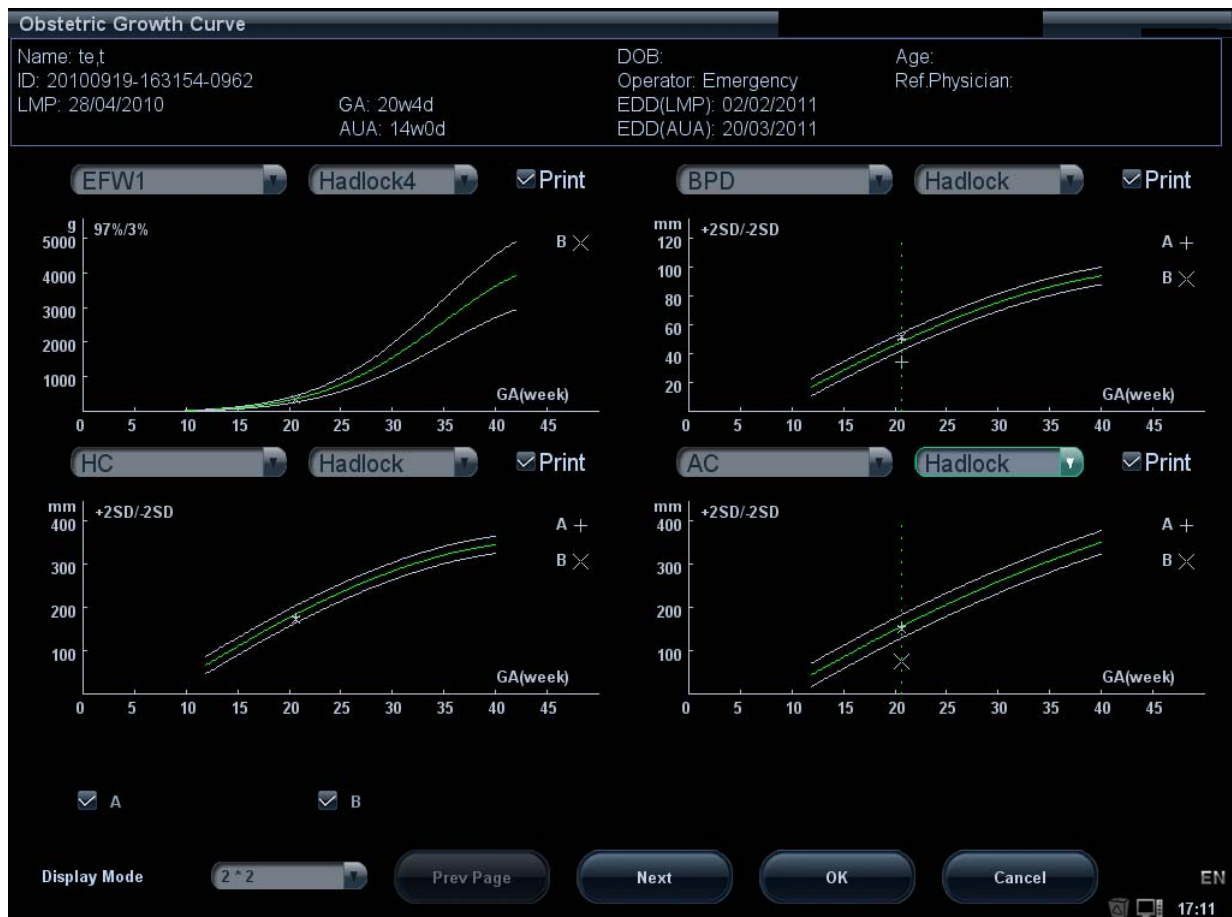 Obstetric Growth Curve
Name: te,t DOB: Age:
ID: 20100919-163154-0962 Operator: Emergency Ref.Physician:
LMP: 28/04/2010 GA: 20w4d EDD(LMP): 02/02/2011
AUA: 14w0d EDD(AUA): 20/03/2011
EFW1 Hadlock4 Print
g 97%/3%
5000 B
4000
3000
2000
1000
GA(week)
0 5 10 15 20 25 30 35 40 45
BPD Hadlock Print
mm +2SD/-2SD
120 A
100 B
80
60
40
20
GA(week)
0 5 10 15 20 25 30 35 40 45
HC Hadlock Print
mm +2SD/-2SD
400 A
300 B
200
100
GA(week)
0 5 10 15 20 25 30 35 40 45
AC Hadlock Print
mm +2SD/-2SD
400 A
300 B
200
100
GA(week)
0 5 10 15 20 25 30 35 40 45
A B
Display Mode 2 * 2 Prev Page Next OK Cancel EN
17:11